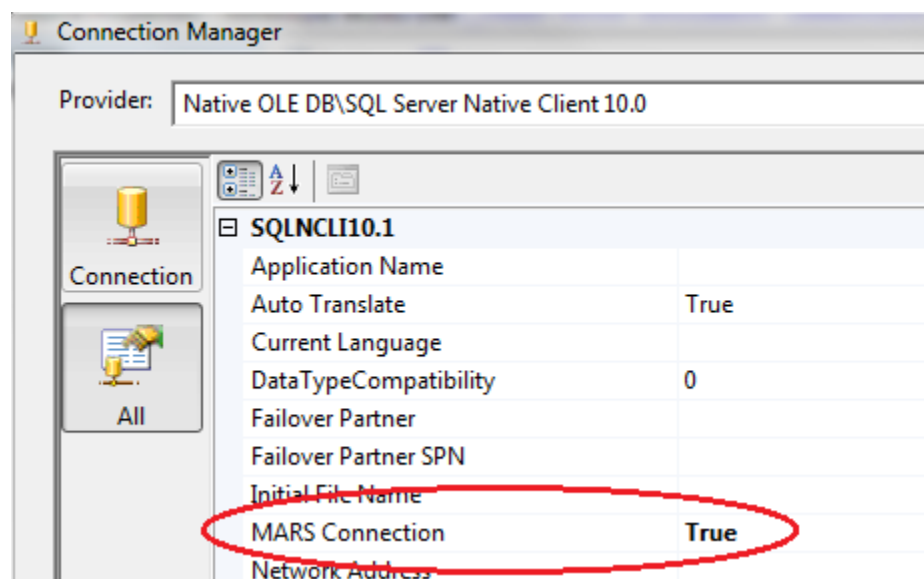 Connection Manager
Provider: Native OLE DB\SQL Server Native Client 10.0
Connection
All
A
Z
SQLNCLI10.1
Application Name
Auto Translate True
Current Language
DataTypeCompatibility 0
Failover Partner
Failover Partner SPN
Initial File Name
MARS Connection True
Network Address